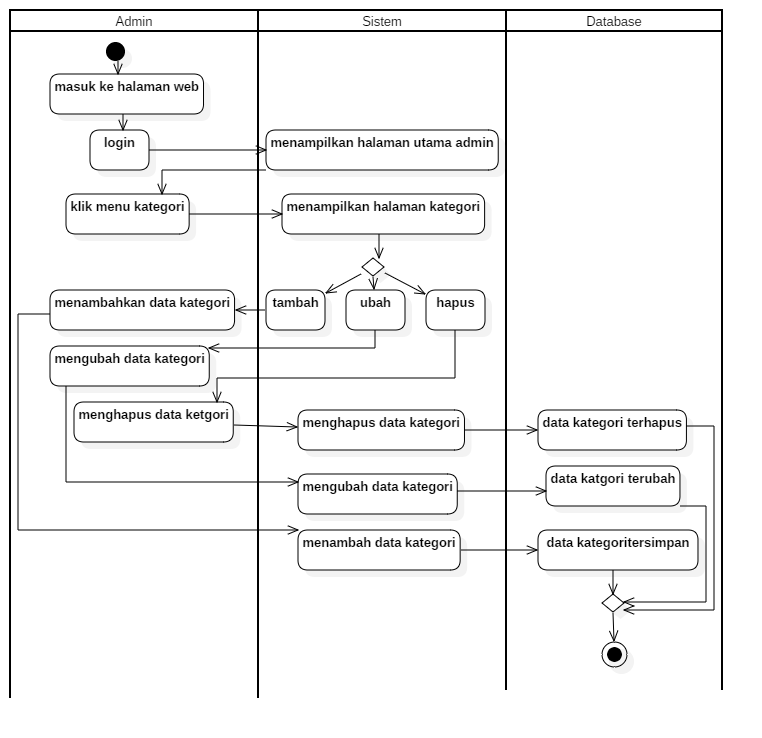 Admin
Sistem
Database
masuk ke halaman web
login
menampilkan halaman utama admin
klik menu kategori
menampilkan halaman kategori
menambahkan data kategori
tambah
ubah
hapus
mengubah data kategori
menghapus data ketgori
menghapus data kategori
data kategori terhapus
mengubah data kategori
data katgori terubah
menambah data kategori
data kategoritersimpan